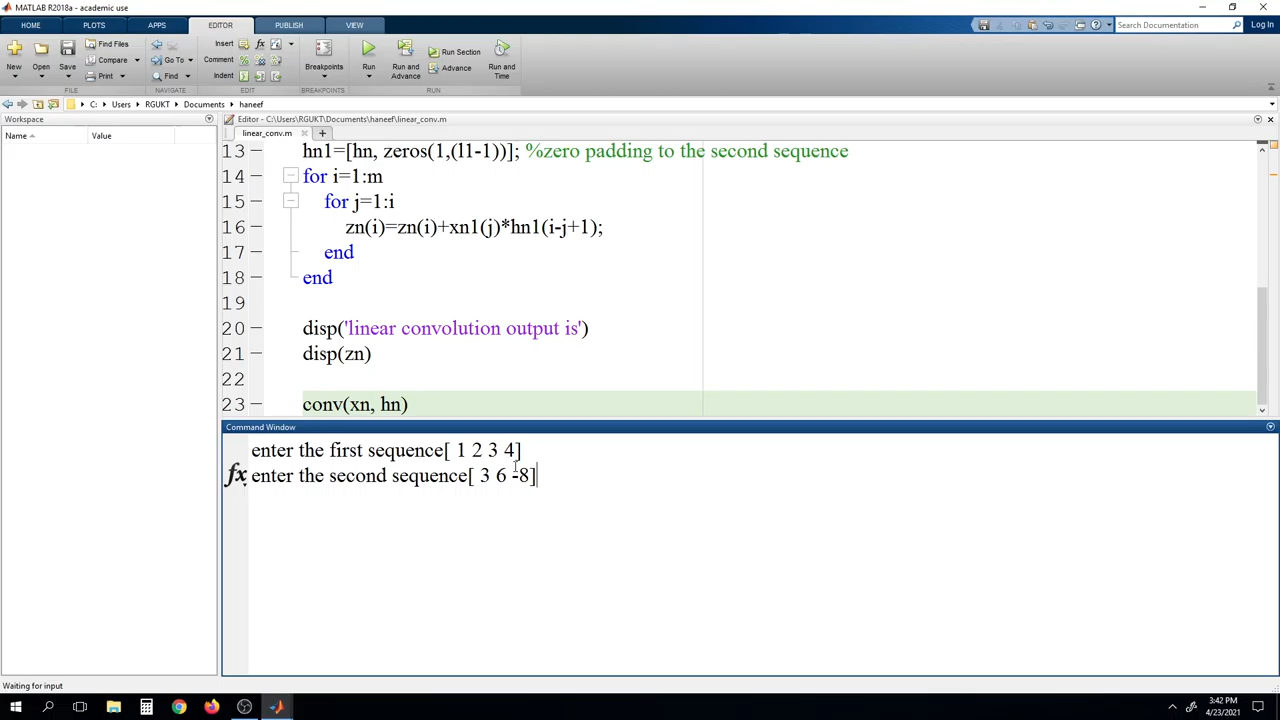 MATLAB R2018a - academic use
HOME PLOTS APPS EDITOR PUBLISH VIEW Search Documentation Log In
New Open Save Find Files Compare Print Go To Find Insert Comment Indent Breakpoints Run Run and Advance Run Section Advance Run and Time
FILE NAVIGATE EDIT BREAKPOINTS RUN
C: Users RGUKT Documents haneef
Workspace
Name Value
Editor - C:\Users\RGUKT\Documents\haneef\linear_conv.m
linear_conv.m
13 hn1=[hn, zeros(1,(l1-1))]; %zero padding to the second sequence
14 for i=1:m
15 for j=1:i
16 zn(i)=zn(i)+xn1(j)*hn1(i-j+1);
17 end
18 end
19
20 disp('linear convolution output is')
21 disp(zn)
22
23 conv(xn, hn)
Command Window
enter the first sequence[ 1 2 3 4]
fx enter the second sequence[ 3 6 -8]
Waiting for input
3:42 PM
4/23/2021